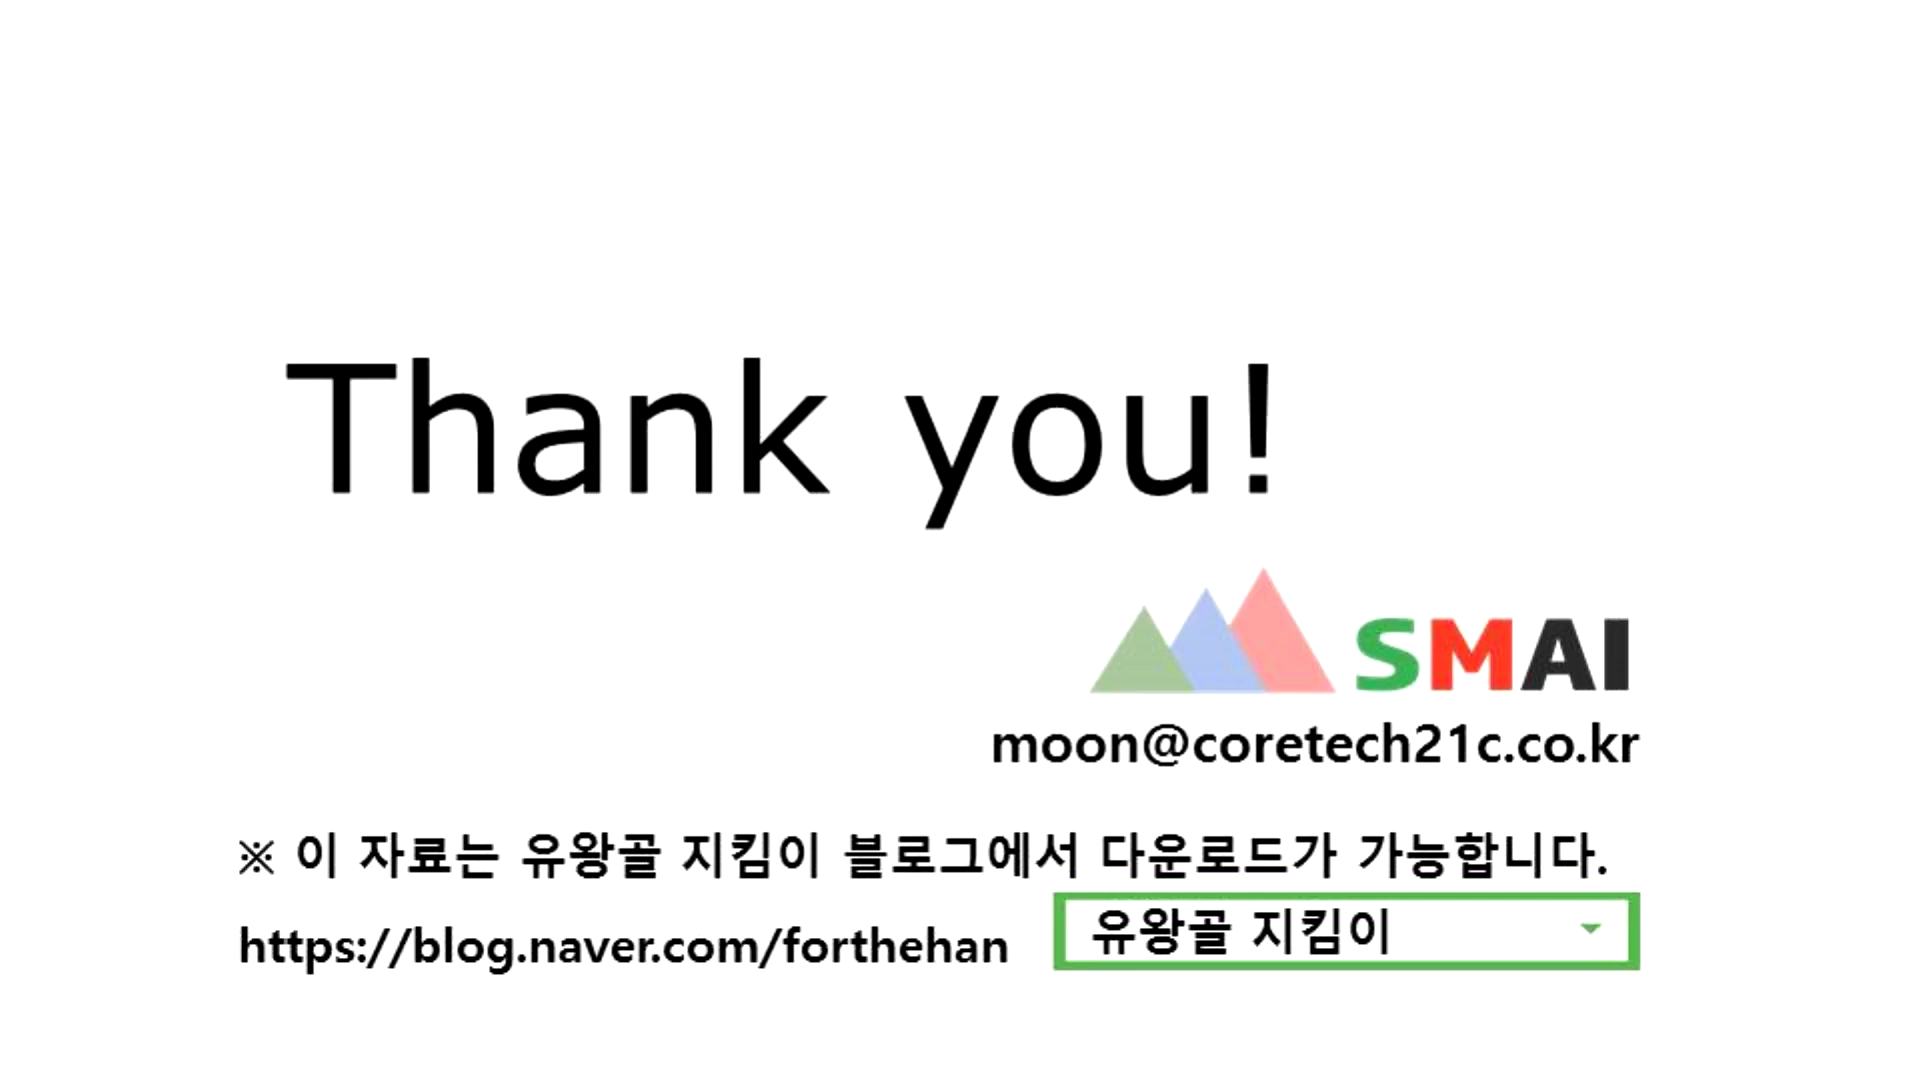 Thank you!
SMAI
moon@coretech21c.co.kr
※ 이 자료는 유왕골 지킴이 블로그에서 다운로드가 가능합니다.
https://blog.naver.com/forthehan
유왕골 지킴이